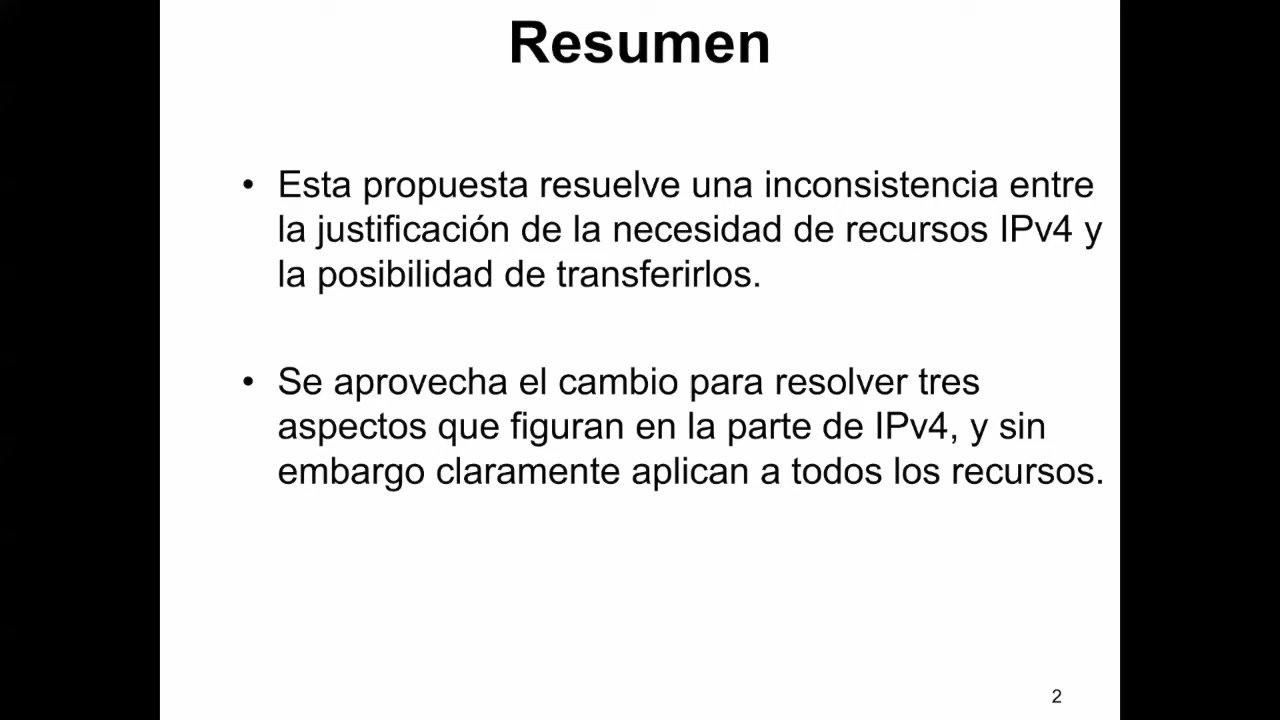 Resumen
• Esta propuesta resuelve una inconsistencia entre
la justificación de la necesidad de recursos IPv4 y
la posibilidad de transferirlos.
• Se aprovecha el cambio para resolver tres
aspectos que figuran en la parte de IPv4, y sin
embargo claramente aplican a todos los recursos.
2